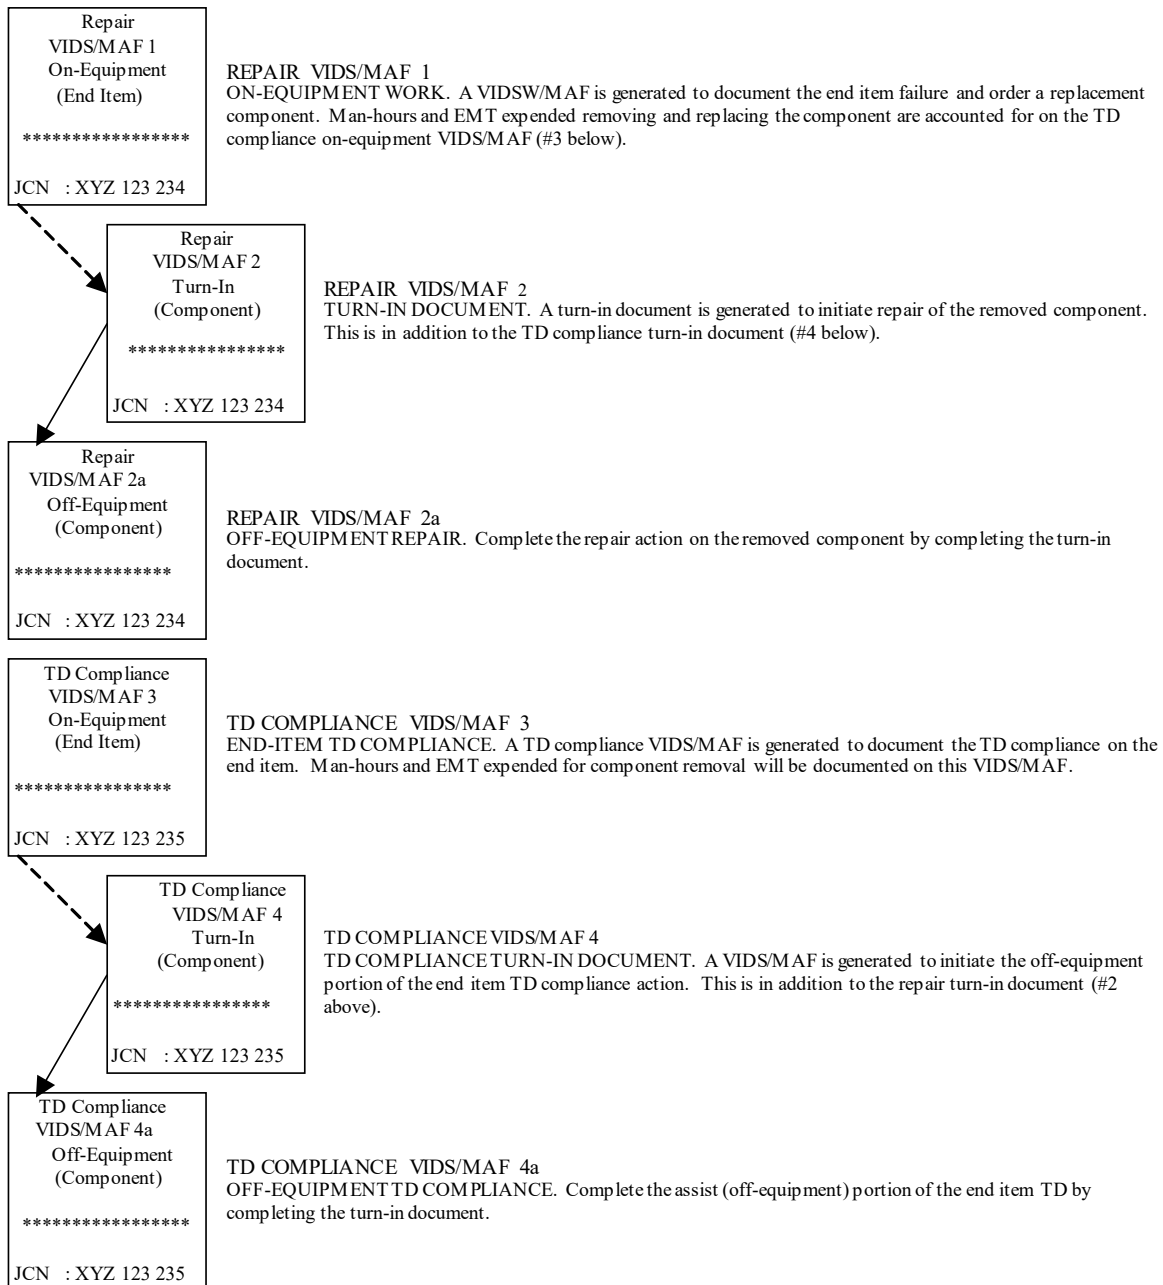 Repair
VIDS/MAF 1
On-Equipment
(End Item)
*****************
JCN : XYZ 123 234
REPAIR VIDS/MAF 1
ON-EQUIPMENT WORK. A VIDSW/MAF is generated to document the end item failure and order a replacement
component. Man-hours and EMT expended removing and replacing the component are accounted for on the TD
compliance on-equipment VIDS/MAF (#3 below).
Repair
VIDS/MAF 2
Turn-In
(Component)
****************
JCN : XYZ 123 234
REPAIR VIDS/MAF 2
TURN-IN DOCUMENT. A turn-in document is generated to initiate repair of the removed component.
This is in addition to the TD compliance turn-in document (#4 below).
Repair
VIDS/MAF 2a
Off-Equipment
(Component)
****************
JCN : XYZ 123 234
REPAIR VIDS/MAF 2a
OFF-EQUIPMENT REPAIR. Complete the repair action on the removed component by completing the turn-in
document.
TD Compliance
VIDS/MAF 3
On-Equipment
(End Item)
****************
JCN : XYZ 123 235
TD COMPLIANCE VIDS/MAF 3
END-ITEM TD COMPLIANCE. A TD compliance VIDS/MAF is generated to document the TD compliance on the
end item. Man-hours and EMT expended for component removal will be documented on this VIDS/MAF.
TD Compliance
VIDS/MAF 4
Turn-In
(Component)
****************
JCN : XYZ 123 235
TD COMPLIANCE VIDS/MAF 4
TD COMPLIANCE TURN-IN DOCUMENT. A VIDS/MAF is generated to initiate the off-equipment
portion of the end item TD compliance action. This is in addition to the repair turn-in document (#2
above).
TD Compliance
VIDS/MAF 4a
Off-Equipment
(Component)
*****************
JCN : XYZ 123 235
TD COMPLIANCE VIDS/MAF 4a
OFF-EQUIPMENT TD COMPLIANCE. Complete the assist (off-equipment) portion of the end item TD by
completing the turn-in document.